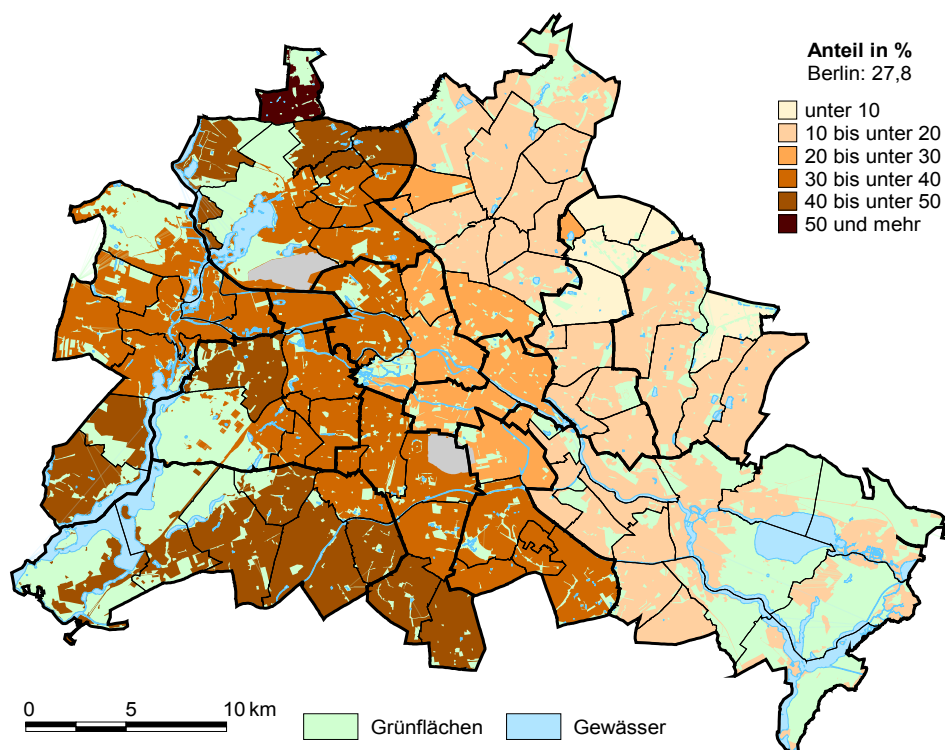 Anteil in %
Berlin: 27,8
unter 10
10 bis unter 20
20 bis unter 30
30 bis unter 40
40 bis unter 50
50 und mehr
0 5 10 km
Grünflächen Gewässer